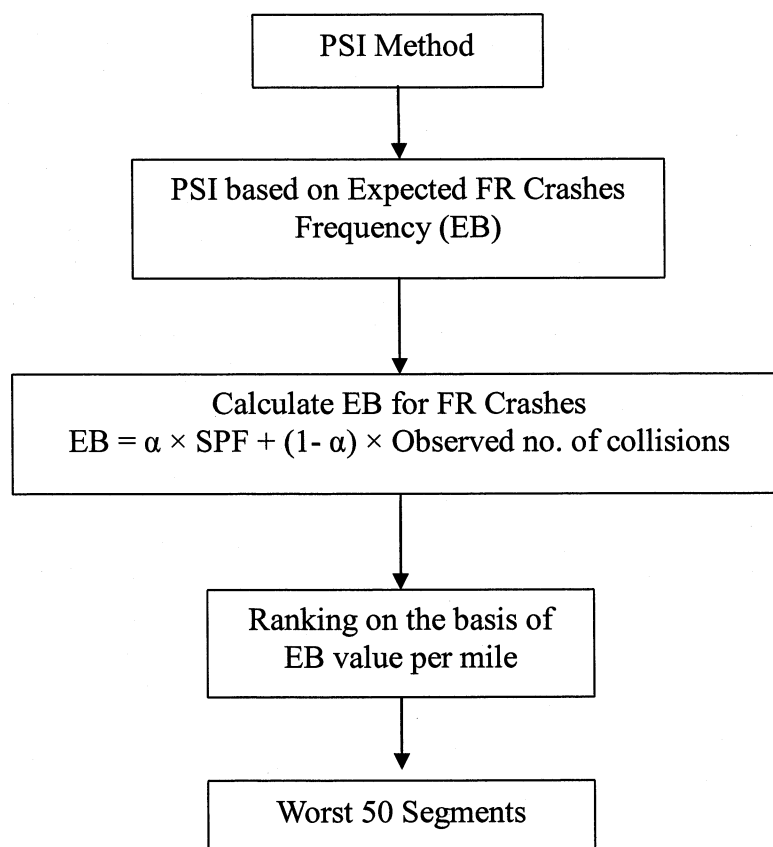 PSI Method
PSI based on Expected FR Crashes
Frequency (EB)
Calculate EB for FR Crashes
EB = α × SPF + (1- α) × Observed no. of collisions
Ranking on the basis of
EB value per mile
Worst 50 Segments